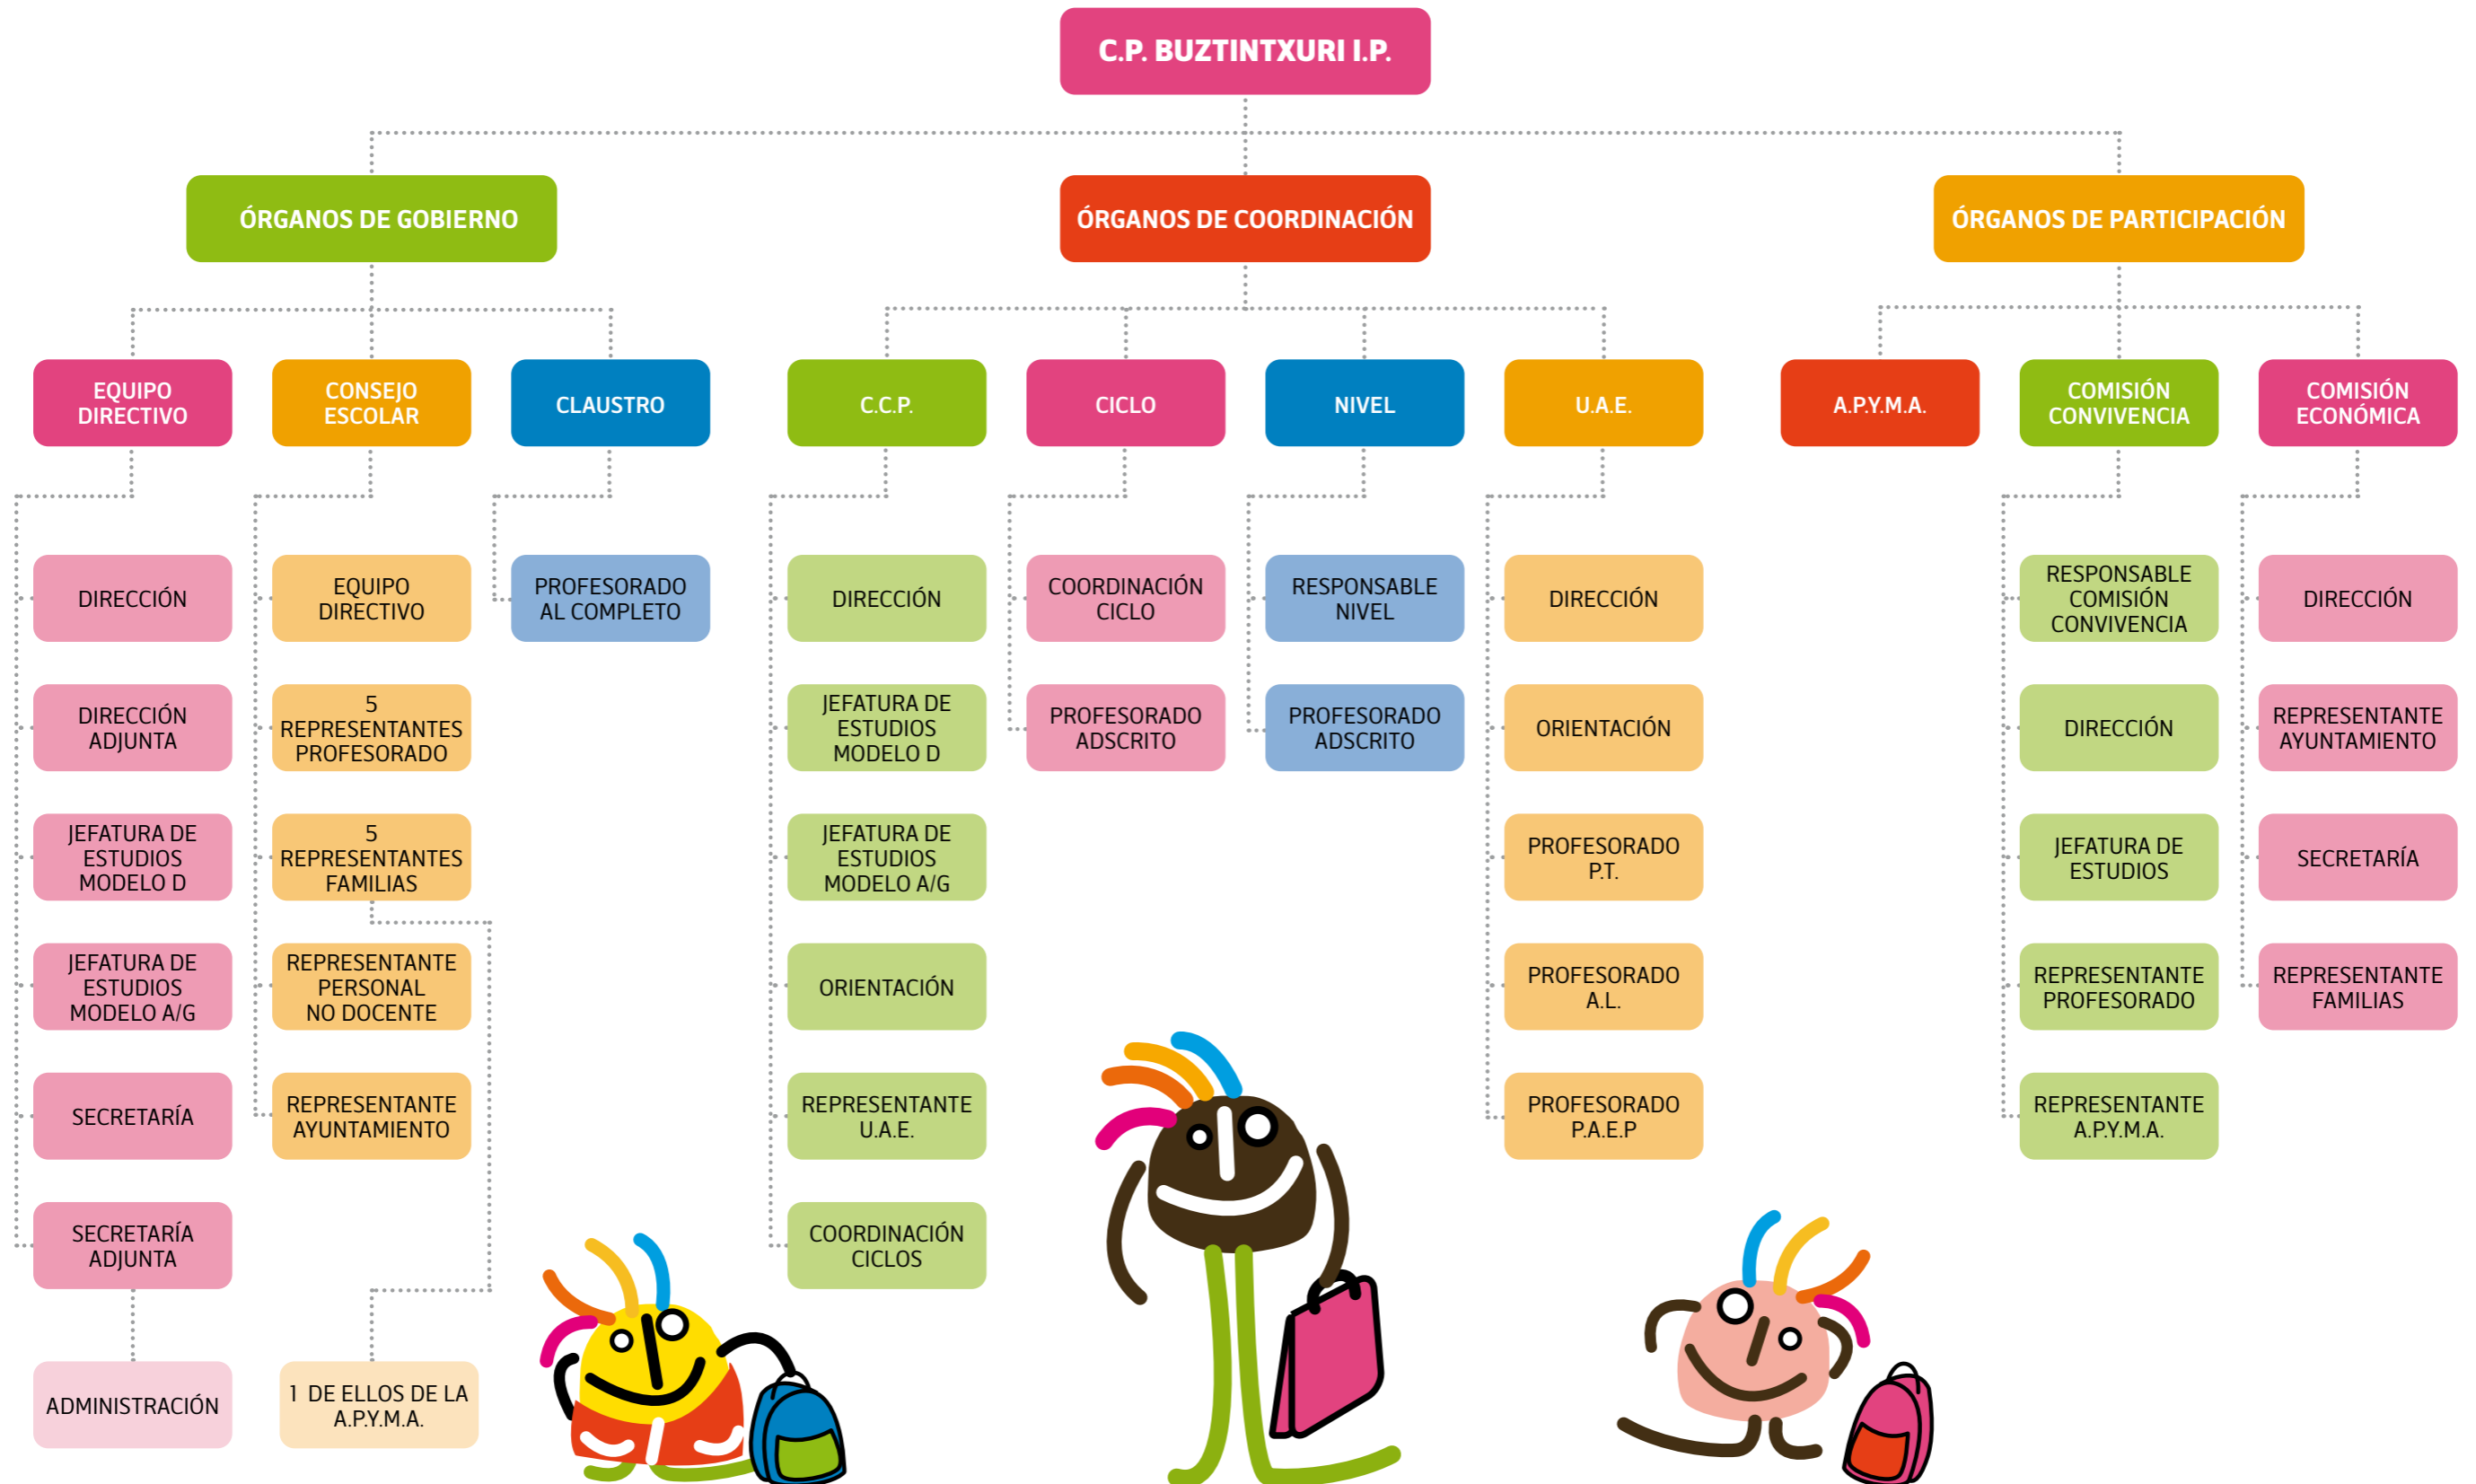 C.P. BUZTINTXURI I.P.
ÓRGANOS DE GOBIERNO
ÓRGANOS DE COORDINACIÓN
ÓRGANOS DE PARTICIPACIÓN
EQUIPO
DIRECTIVO
CONSEJO
ESCOLAR
CLAUSTRO
C.C.P.
CICLO
NIVEL
U.A.E.
A.P.Y.M.A.
COMISIÓN
CONVIVENCIA
COMISIÓN
ECONÓMICA
DIRECCIÓN
DIRECCIÓN
ADJUNTA
JEFATURA DE
ESTUDIOS
MODELO D
JEFATURA DE
ESTUDIOS
MODELO A/G
SECRETARÍA
SECRETARÍA
ADJUNTA
ADMINISTRACIÓN
EQUIPO
DIRECTIVO
5
REPRESENTANTES
PROFESORADO
5
REPRESENTANTES
FAMILIAS
REPRESENTANTE
PERSONAL
NO DOCENTE
REPRESENTANTE
AYUNTAMIENTO
1 DE ELLOS DE LA
A.P.Y.M.A.
PROFESORADO
AL COMPLETO
DIRECCIÓN
JEFATURA DE
ESTUDIOS
MODELO D
JEFATURA DE
ESTUDIOS
MODELO A/G
ORIENTACIÓN
REPRESENTANTE
U.A.E.
COORDINACIÓN
CICLOS
COORDINACIÓN
CICLO
PROFESORADO
ADSCRITO
RESPONSABLE
NIVEL
PROFESORADO
ADSCRITO
DIRECCIÓN
ORIENTACIÓN
PROFESORADO
P.T.
PROFESORADO
A.L.
PROFESORADO
P.A.E.P
RESPONSABLE
COMISIÓN
CONVIVENCIA
DIRECCIÓN
JEFATURA DE
ESTUDIOS
REPRESENTANTE
PROFESORADO
REPRESENTANTE
A.P.Y.M.A.
DIRECCIÓN
REPRESENTANTE
AYUNTAMIENTO
SECRETARÍA
REPRESENTANTE
FAMILIAS